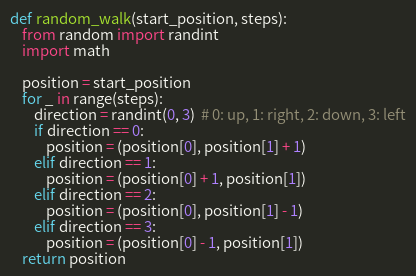 def random_walk(start_position, steps):
    from random import randint
    import math

    position = start_position
    for _ in range(steps):
        direction = randint(0, 3)  # 0: up, 1: right, 2: down, 3: left
        if direction == 0:
            position = (position[0], position[1] + 1)
        elif direction == 1:
            position = (position[0] + 1, position[1])
        elif direction == 2:
            position = (position[0], position[1] - 1)
        elif direction == 3:
            position = (position[0] - 1, position[1])
    return position